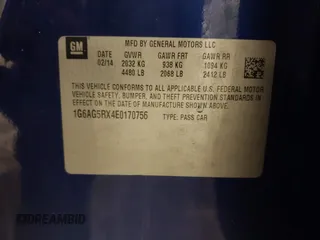 GM
MFD BY GENERAL MOTORS LLC
DATE GVWR GAWR FRT GAWR RR
02/14 2032 KG 938 KG 1094 KG
4480 LB 2068 LB 2412 LB
THIS VEHICLE CONFORMS TO ALL APPLICABLE U.S. FEDERAL MOTOR
VEHICLE SAFETY, BUMPER, AND THEFT PREVENTION STANDARDS
IN EFFECT ON THE DATE OF MANUFACTURE SHOWN ABOVE.
1G6AG5RX4E0170756 TYPE: PASS CAR
IDREAMBID